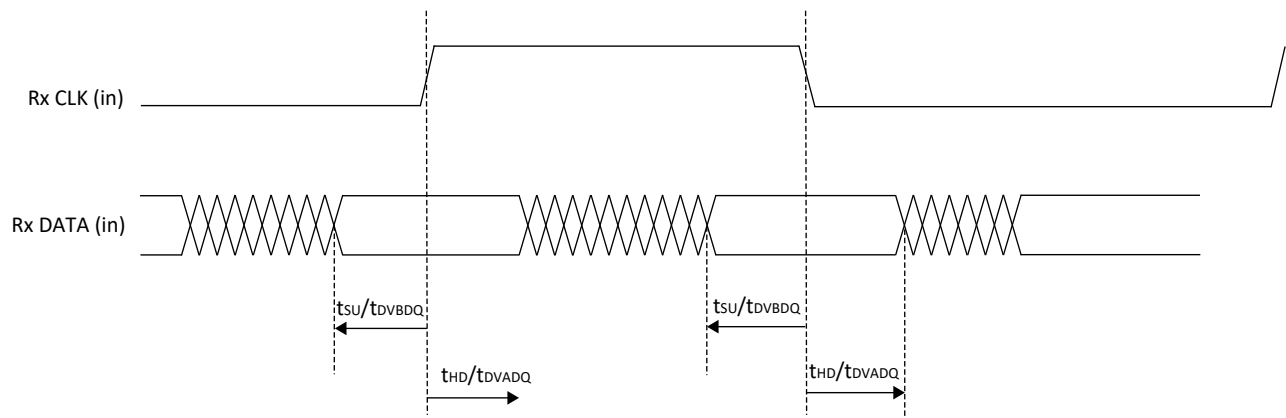 Rx CLK (in)
Rx DATA (in)
tSU/tDVBDQ
tSU/tDVBDQ
tHD/tDVADQ
tHD/tDVADQ